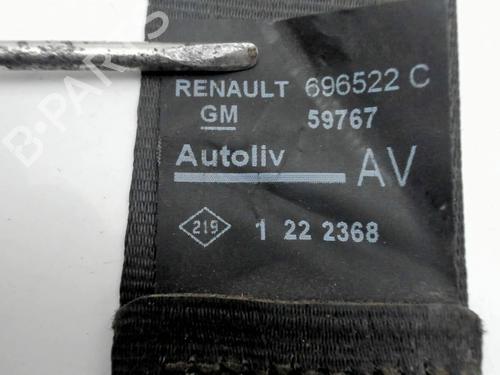 B-PARTS
RENAULT 696522 C
GM 59767
Autoliv AV
219 1 22 2368